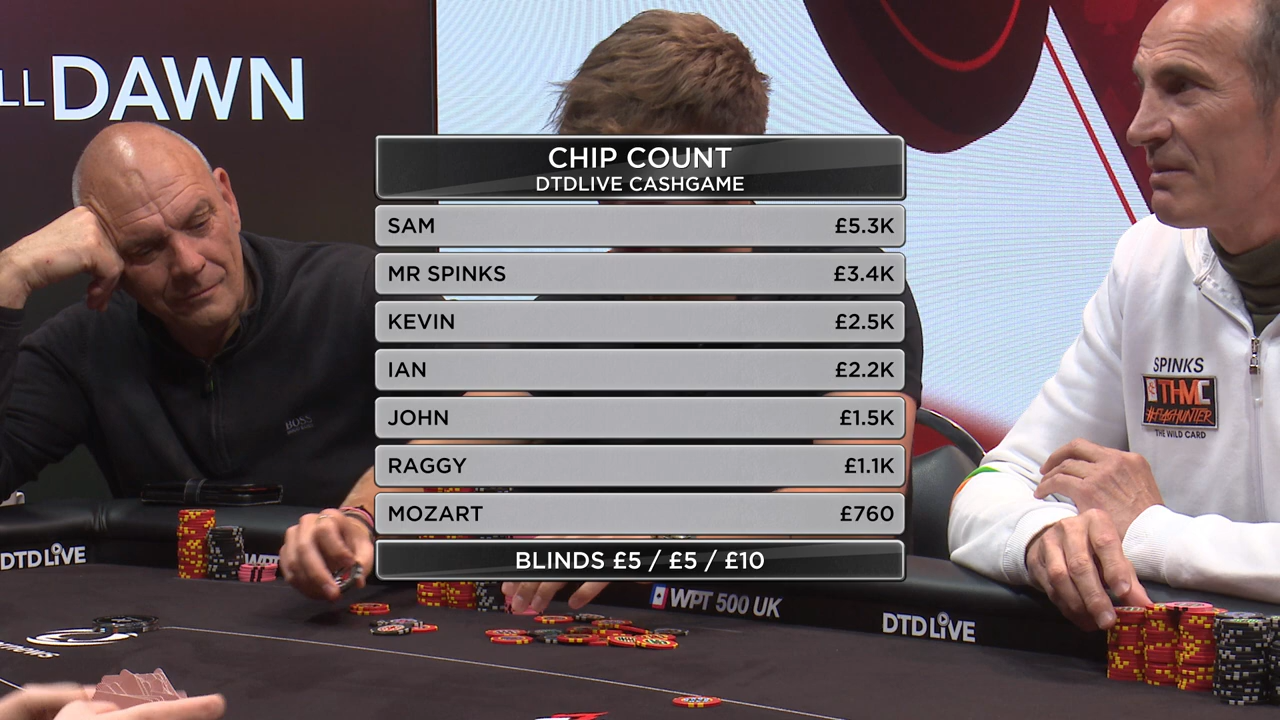 LL DAWN
CHIP COUNT
DTDLIVE CASHGAME
SAM £5.3K
MR SPINKS £3.4K
KEVIN £2.5K
IAN £2.2K
JOHN £1.5K
RAGGY £1.1K
MOZART £760
BLINDS £5 / £5 / £10
SPINKS
THMC
#FLASHUNTER
THE WILD CARD
BOSS
DTDLIVE
WPT
WPT 500 UK
DTDLIVE